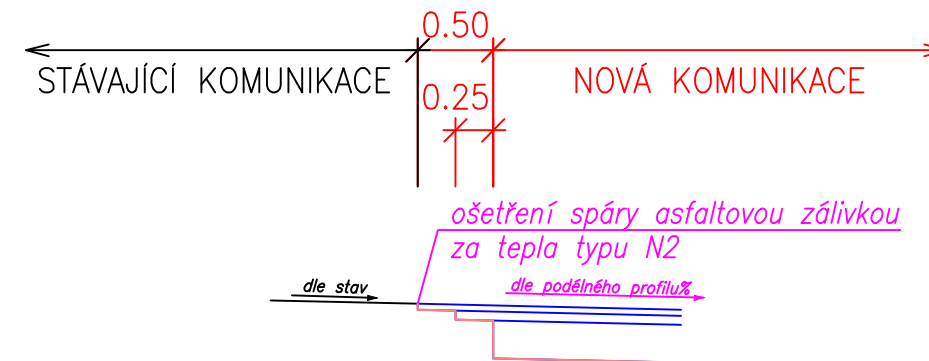 0.50
STÁVAJÍCÍ KOMUNIKACE
NOVÁ KOMUNIKACE
0.25
ošetření spáry asfaltovou zálivkou
za tepla typu N2
dle stav
dle podélného profilu%